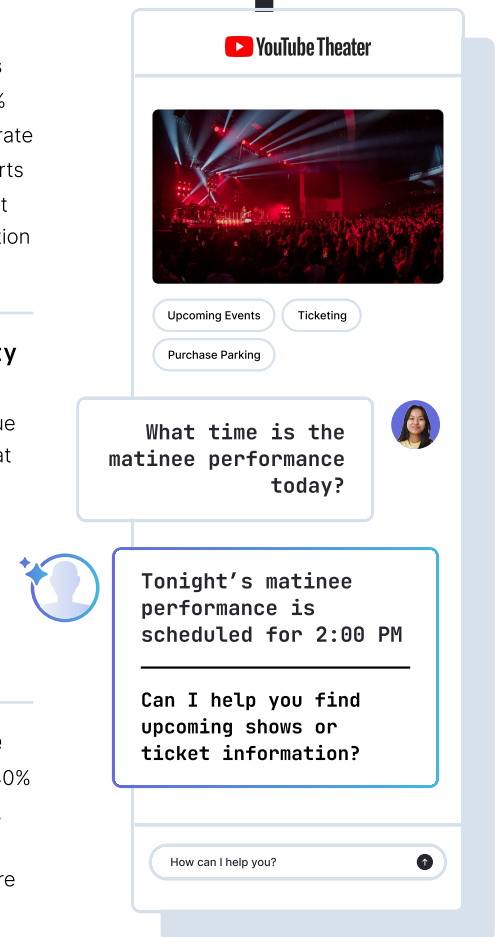 YouTube Theater
Upcoming Events
Ticketing
Purchase Parking
What time is the
matinee performance
today?
Tonight’s matinee
performance is
scheduled for 2:00 PM
Can I help you find
upcoming shows or
ticket information?
How can I help you?